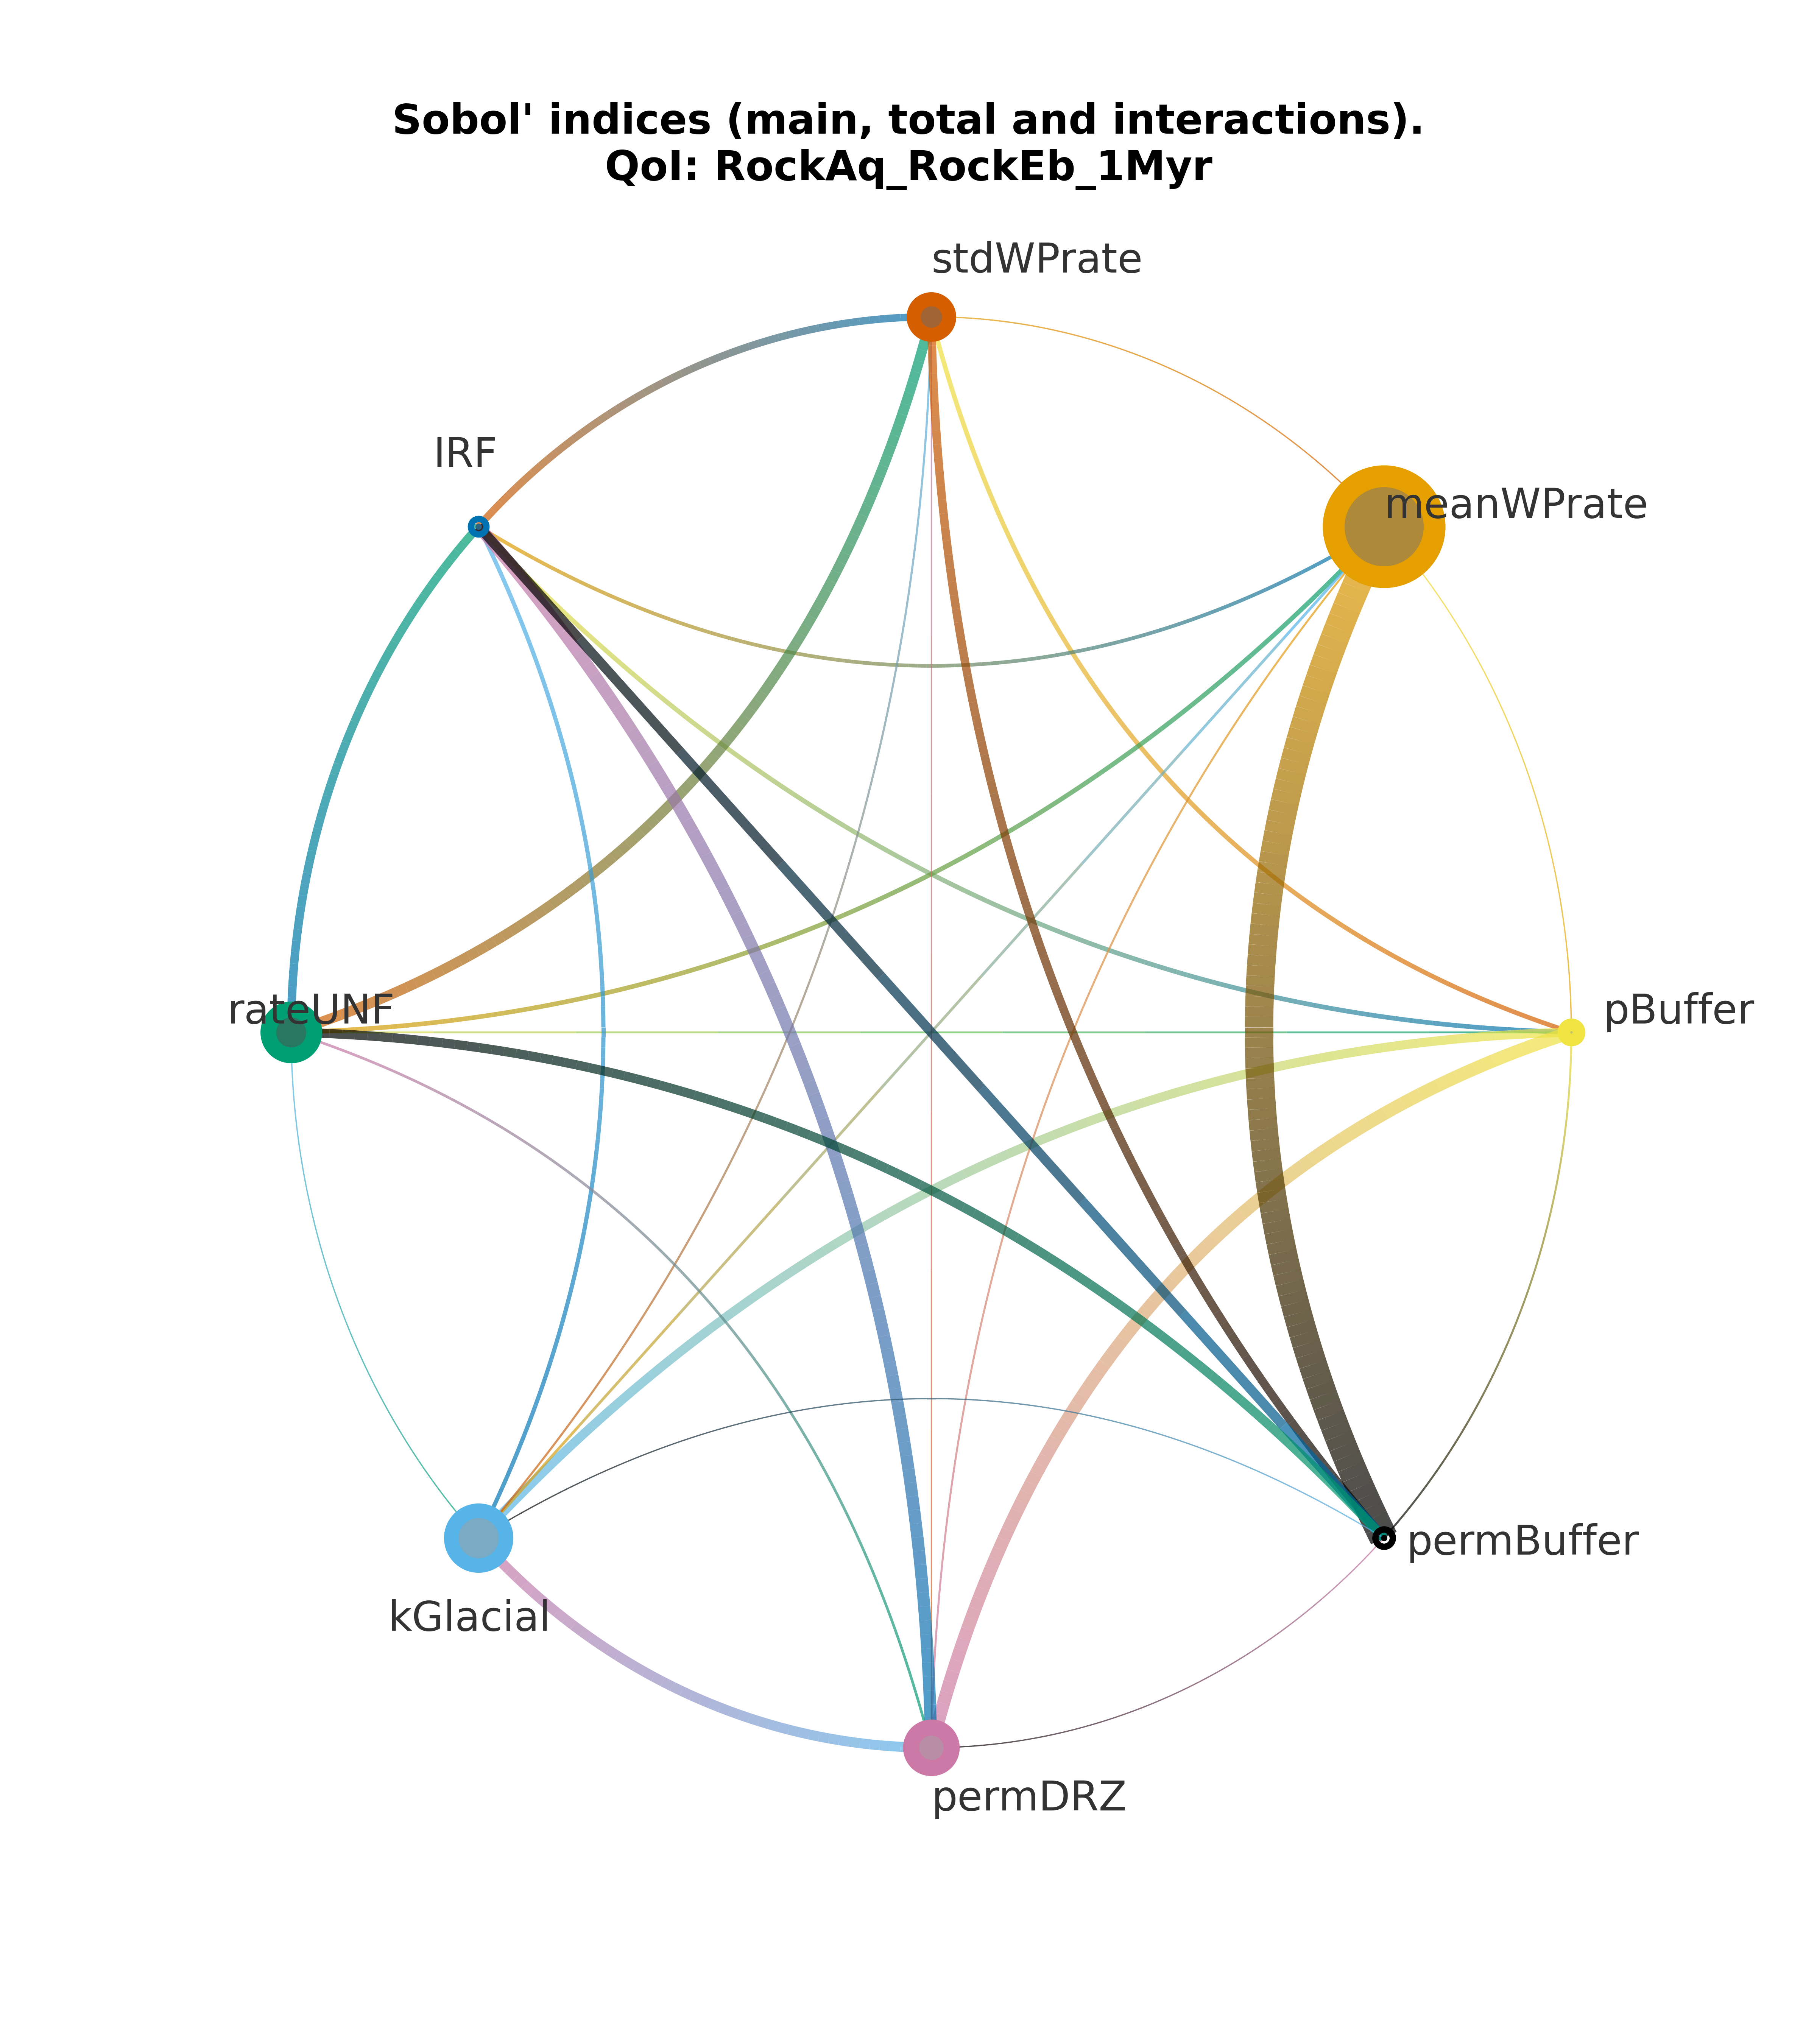 Sobol' indices (main, total and interactions).
QoI: RockAq_RockEb_1Myr
stdWPrate
IRF
meanWPrate
rateUNF
pBuffer
permBuffer
kGlacial
permDRZ